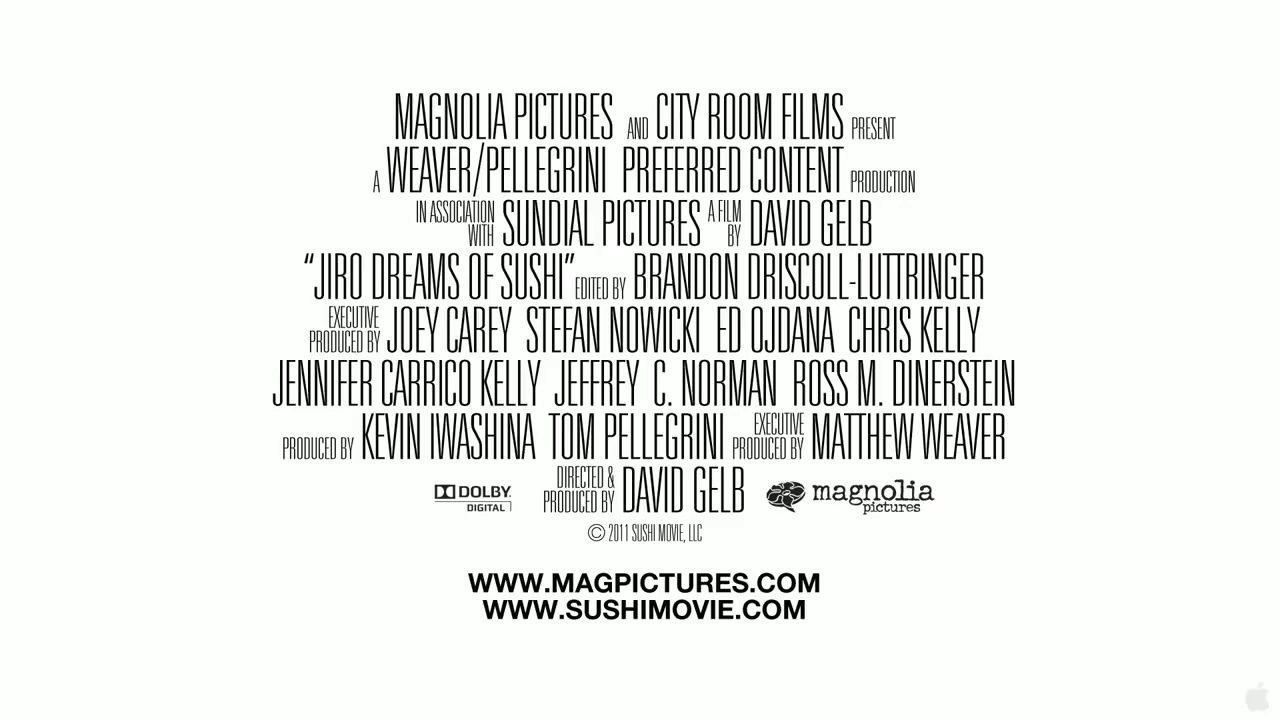 MAGNOLIA PICTURES AND CITY ROOM FILMS PRESENT
A WEAVER/PELLEGRINI PREFERRED CONTENT PRODUCTION
IN ASSOCIATION WITH SUNDIAL PICTURES A FILM BY DAVID GELB
“JIRO DREAMS OF SUSHI” EDITED BY BRANDON DRISCOLL-LUTTRINGER
EXECUTIVE PRODUCED BY JOEY CAREY STEFAN NOWICKI ED OJDANA CHRIS KELLY
JENNIFER CARRICO KELLY JEFFREY C. NORMAN ROSS M. DINERSTEIN
PRODUCED BY KEVIN IWASHINA TOM PELLEGRINI EXECUTIVE PRODUCED BY MATTHEW WEAVER
DOLBY DIGITAL DIRECTED & PRODUCED BY DAVID GELB magnolia pictures
© 2011 SUSHI MOVIE, LLC
WWW.MAGPICTURES.COM
WWW.SUSHIMOVIE.COM